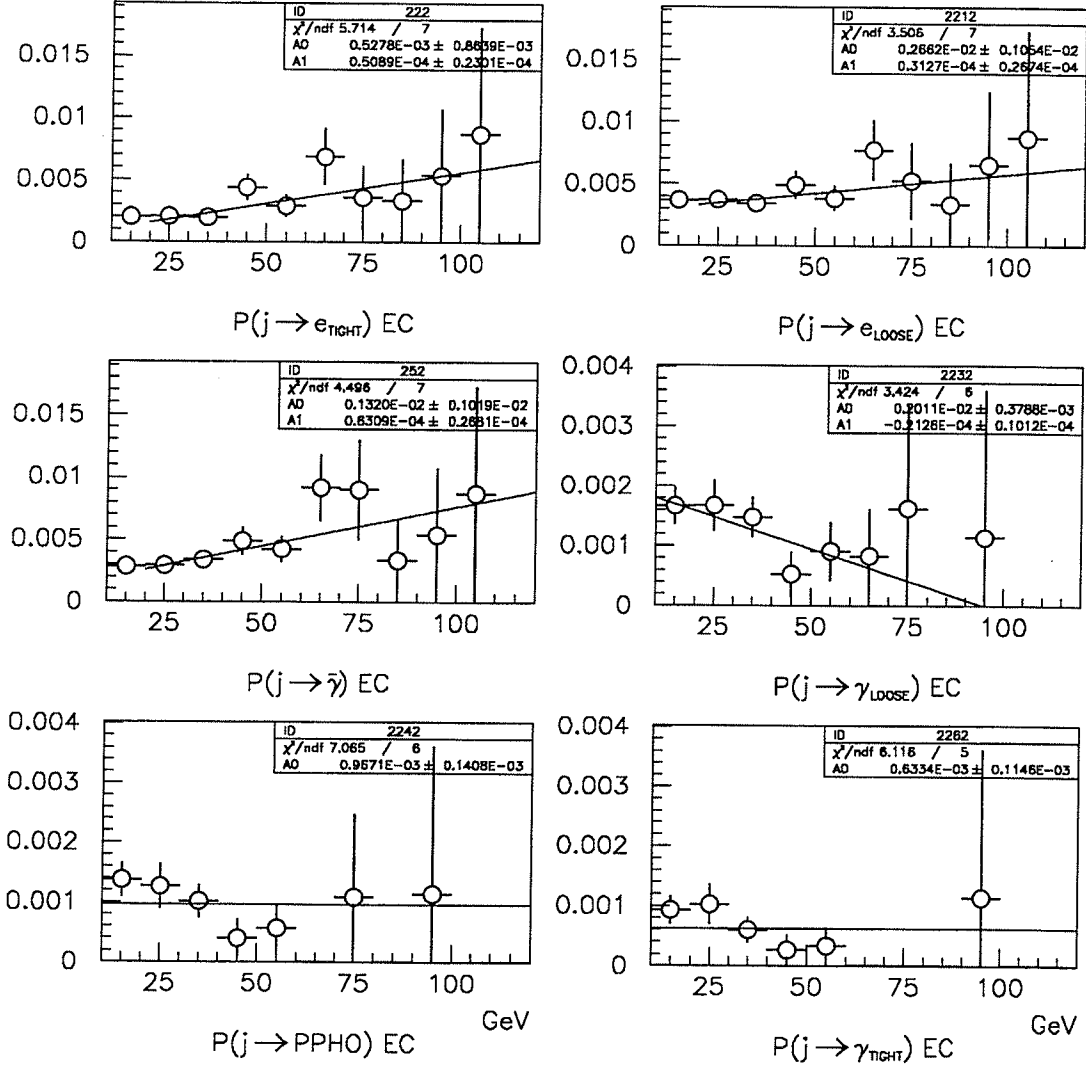 ID 222
χ²/ndf 5.714 / 7
A0 0.5278E-03 ± 0.8639E-03
A1 0.5089E-04 ± 0.2301E-04
0.015
0.01
0.005
0
25 50 75 100
P(j → e_TIGHT) EC
ID 2212
χ²/ndf 3.506 / 7
A0 0.2662E-02 ± 0.1054E-02
A1 0.3127E-04 ± 0.2674E-04
0.015
0.01
0.005
0
25 50 75 100
P(j → e_LOOSE) EC
ID 252
χ²/ndf 4.496 / 7
A0 0.1320E-02 ± 0.1019E-02
A1 0.6309E-04 ± 0.2681E-04
0.015
0.01
0.005
0
25 50 75 100
P(j → γ̄) EC
ID 2232
χ²/ndf 3.424 / 6
A0 0.2011E-02 ± 0.3788E-03
A1 -0.2126E-04 ± 0.1012E-04
0.004
0.003
0.002
0.001
0
25 50 75 100
P(j → γ_LOOSE) EC
ID 2242
χ²/ndf 7.065 / 6
A0 0.9671E-03 ± 0.1408E-03
0.004
0.003
0.002
0.001
0
25 50 75 100
GeV
P(j → PPHO) EC
ID 2262
χ²/ndf 6.116 / 5
A0 0.6334E-03 ± 0.1146E-03
0.004
0.003
0.002
0.001
0
25 50 75 100
GeV
P(j → γ_TIGHT) EC